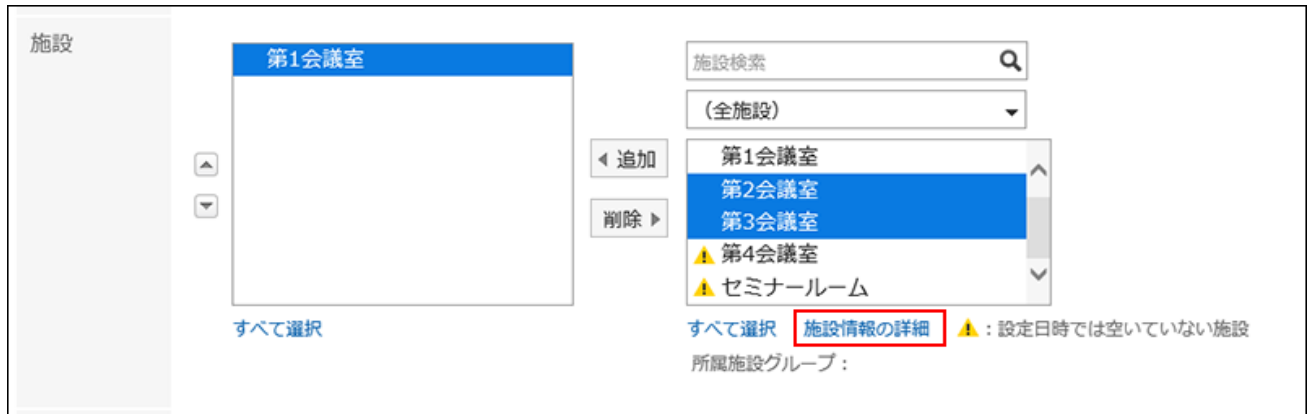 施設
第1会議室
すべて選択
追加
削除
施設検索
(全施設)
第1会議室
第2会議室
第3会議室
第4会議室
セミナールーム
すべて選択 施設情報の詳細 ：設定日時では空いていない施設
所属施設グループ：